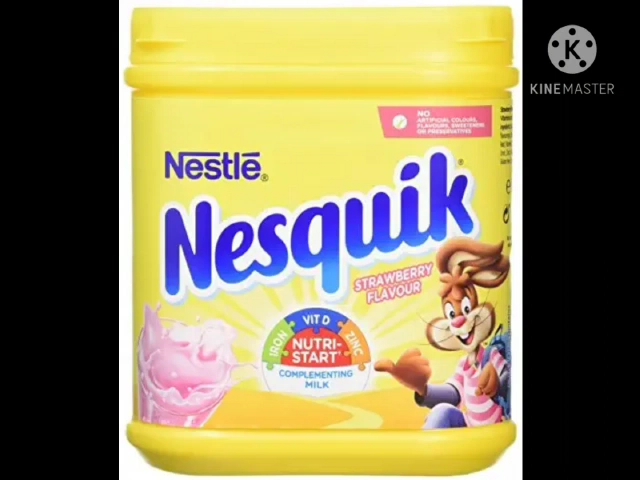 KINEMASTER
NO
ARTIFICIAL COLOURS,
FLAVOURS, SWEETENERS
OR PRESERVATIVES
Nestlé®
Nesquik®
STRAWBERRY
FLAVOUR
IRON VIT D ZINC
NUTRI-
START
COMPLEMENTING
MILK